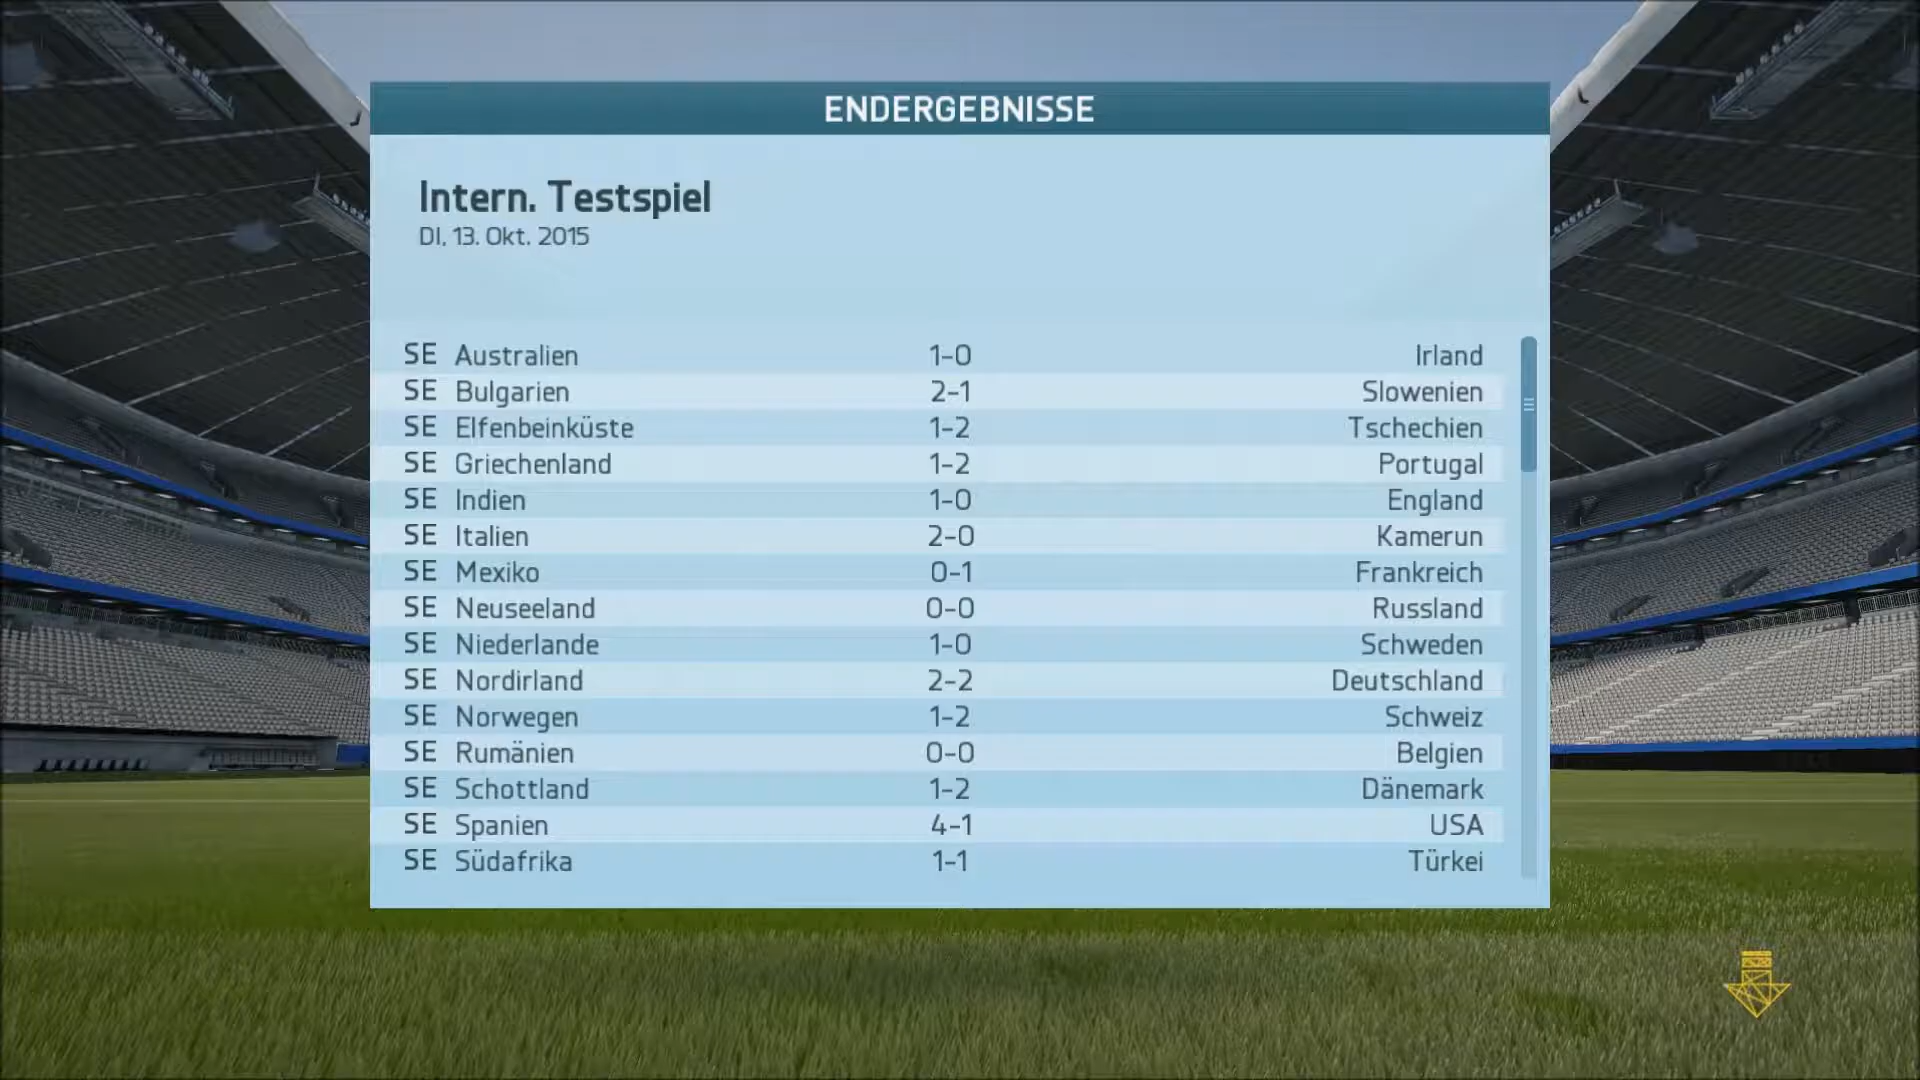 ENDERGEBNISSE
Intern. Testspiel
DI, 13. Okt. 2015
SE Australien 1-0 Irland
SE Bulgarien 2-1 Slowenien
SE Elfenbeinküste 1-2 Tschechien
SE Griechenland 1-2 Portugal
SE Indien 1-0 England
SE Italien 2-0 Kamerun
SE Mexiko 0-1 Frankreich
SE Neuseeland 0-0 Russland
SE Niederlande 1-0 Schweden
SE Nordirland 2-2 Deutschland
SE Norwegen 1-2 Schweiz
SE Rumänien 0-0 Belgien
SE Schottland 1-2 Dänemark
SE Spanien 4-1 USA
SE Südafrika 1-1 Türkei